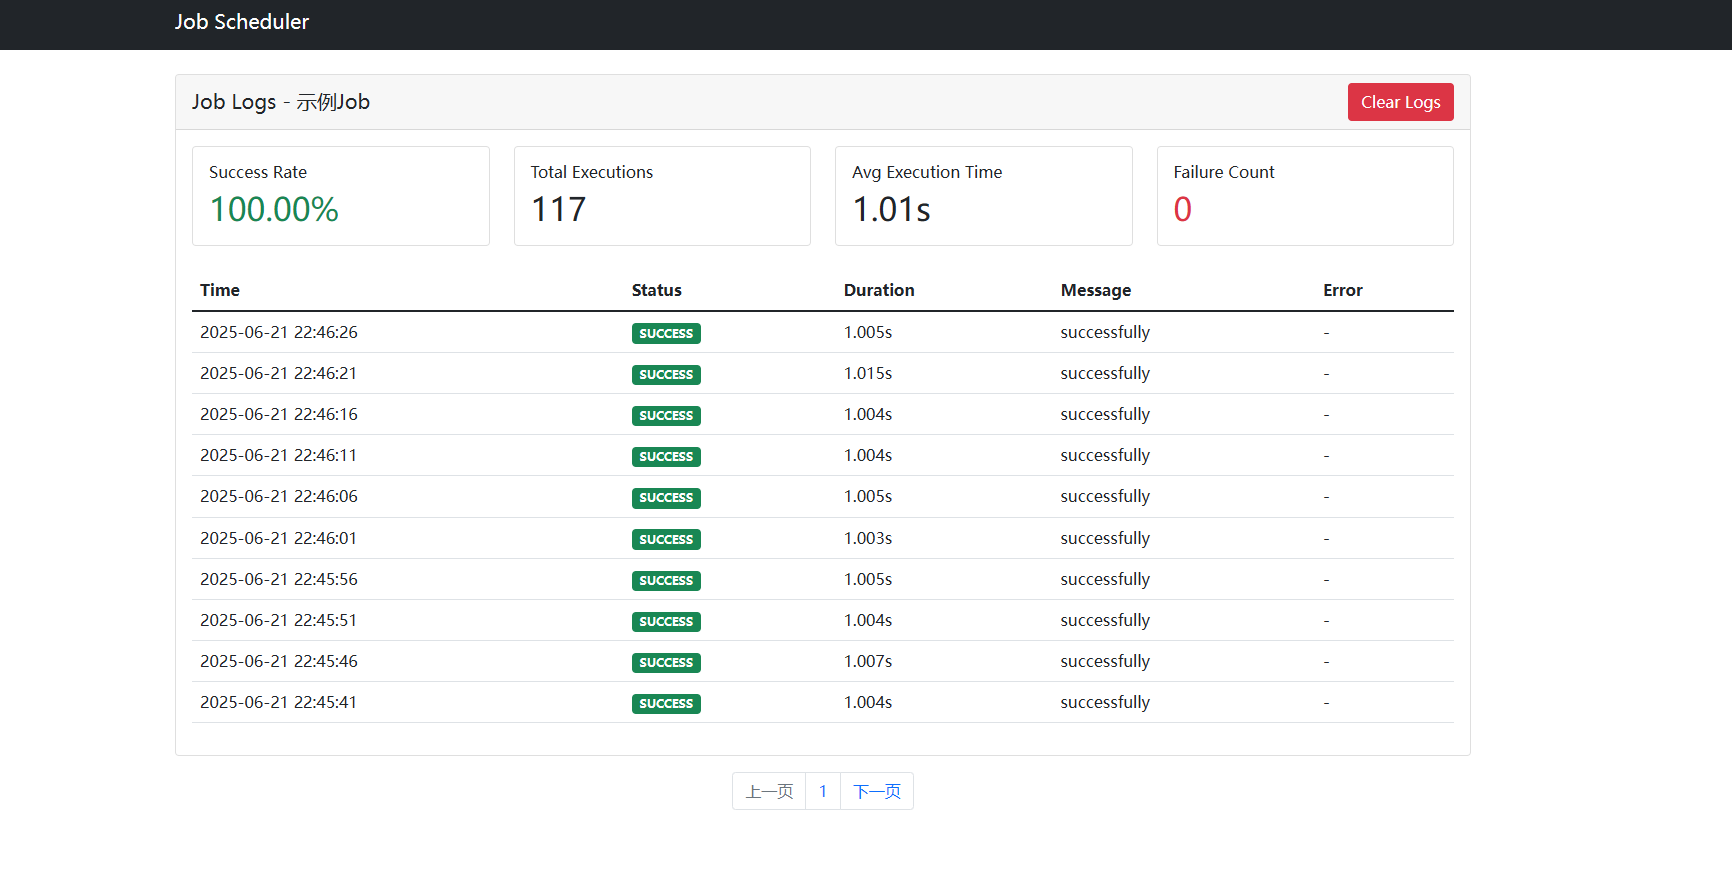 Job Scheduler
Job Logs - 示例Job Clear Logs
Success Rate Total Executions Avg Execution Time Failure Count
100.00% 117 1.01s 0
Time Status Duration Message Error
2025-06-21 22:46:26 SUCCESS 1.005s successfully -
2025-06-21 22:46:21 SUCCESS 1.015s successfully -
2025-06-21 22:46:16 SUCCESS 1.004s successfully -
2025-06-21 22:46:11 SUCCESS 1.004s successfully -
2025-06-21 22:46:06 SUCCESS 1.005s successfully -
2025-06-21 22:46:01 SUCCESS 1.003s successfully -
2025-06-21 22:45:56 SUCCESS 1.005s successfully -
2025-06-21 22:45:51 SUCCESS 1.004s successfully -
2025-06-21 22:45:46 SUCCESS 1.007s successfully -
2025-06-21 22:45:41 SUCCESS 1.004s successfully -
上一页 1 下一页